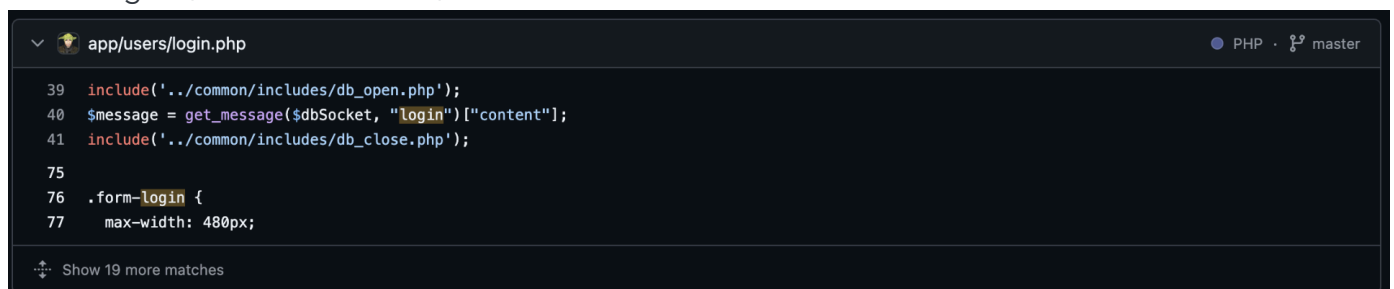 app/users/login.php PHP · master
39 include('../common/includes/db_open.php');
40 $message = get_message($dbSocket, "login")["content"];
41 include('../common/includes/db_close.php');
75
76 .form-login {
77 max-width: 480px;
Show 19 more matches